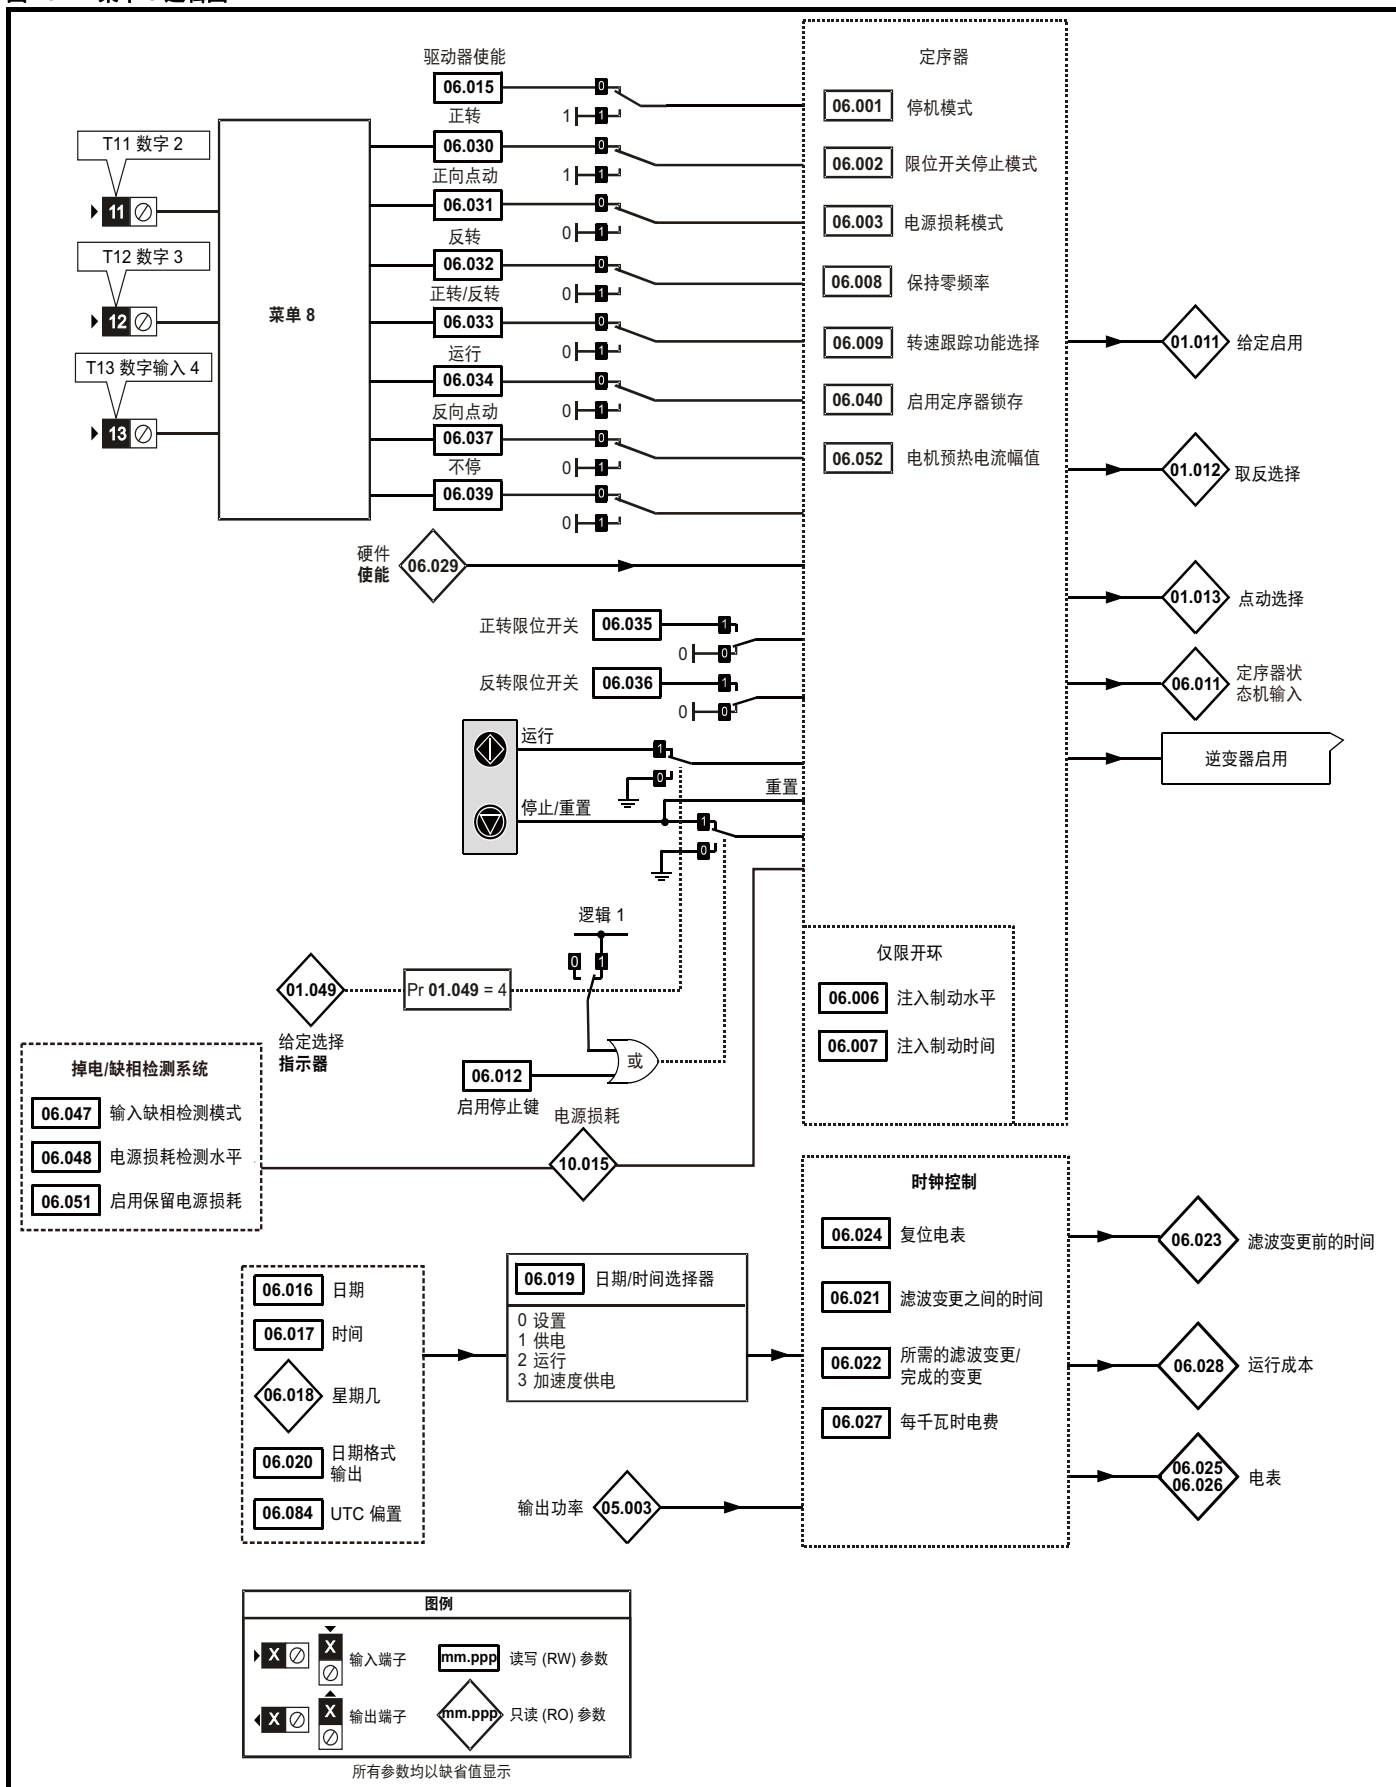 驱动器使能
06.015
0
1
1
正转
06.030
0
1
1
正向点动
06.031
0
0
1
反转
06.032
0
0
1
正转/反转
06.033
0
0
1
运行
06.034
0
0
1
反向点动
06.037
0
0
1
不停
06.039
0
0
1
T11 数字 2
11
T12 数字 3
12
T13 数字输入 4
13
菜单 8
硬件
使能
06.029
正转限位开关
06.035
1
0
0
反转限位开关
06.036
1
0
0
运行
1
0
停止/重置
重置
1
0
逻辑 1
0
1
01.049
Pr 01.049 = 4
给定选择
指示器
06.012
启用停止键
或
电源损耗
10.015
掉电/缺相检测系统
06.047 输入缺相检测模式
06.048 电源损耗检测水平
06.051 启用保留电源损耗
定序器
06.001 停机模式
06.002 限位开关停止模式
06.003 电源损耗模式
06.008 保持零频率
06.009 转速跟踪功能选择
06.040 启用定序器锁存
06.052 电机预热电流幅值
仅限开环
06.006 注入制动水平
06.007 注入制动时间
01.011 给定启用
01.012 取反选择
01.013 点动选择
06.011
定序器状
态机输入
逆变器启用
06.016 日期
06.017 时间
06.018 星期几
06.020
日期格式
输出
06.084 UTC 偏置
06.019 日期/时间选择器
0 设置
1 供电
2 运行
3 加速度供电
输出功率 05.003
时钟控制
06.024 复位电表
06.021 滤波变更之间的时间
06.022
所需的滤波变更/
完成的变更
06.027 每千瓦时电费
06.023 滤波变更前的时间
06.028 运行成本
06.025
06.026
电表
图例
X
X
输入端子
mm.ppp 读写 (RW) 参数
X
X
输出端子
mm.ppp 只读 (RO) 参数
所有参数均以缺省值显示